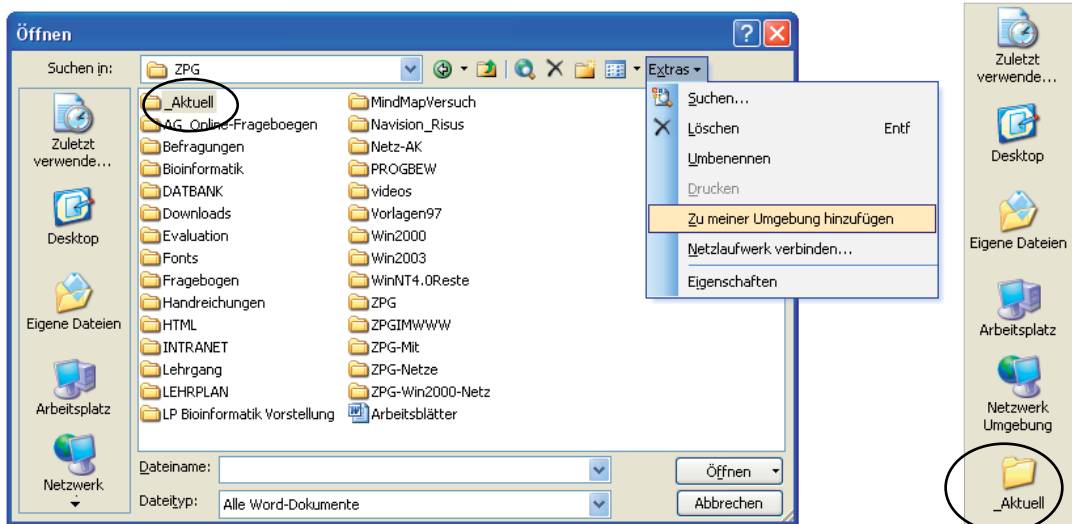 Öffnen
Suchen in:
ZPG
Extras
Zuletzt
verwende...
Desktop
Eigene Dateien
Arbeitsplatz
Netzwerk
_Aktuell
AG_Online-Frageboegen
Befragungen
Bioinformatik
DATBANK
Downloads
Evaluation
Fonts
Fragebogen
Handreichungen
HTML
INTRANET
Lehrgang
LEHRPLAN
LP Bioinformatik Vorstellung
MindMapVersuch
Navision_Risus
Netz-AK
PROGBEW
videos
Vorlagen97
Win2000
Win2003
WinNT4.0Reste
ZPG
ZPGIMWWW
ZPG-Mit
ZPG-Netze
ZPG-Win2000-Netz
Arbeitsblätter
Suchen...
Löschen Entf
Umbenennen
Drucken
Zu meiner Umgebung hinzufügen
Netzlaufwerk verbinden...
Eigenschaften
Dateiname:
Öffnen
Dateityp:
Alle Word-Dokumente
Abbrechen
Zuletzt
verwende...
Desktop
Eigene Dateien
Arbeitsplatz
Netzwerk
Umgebung
_Aktuell